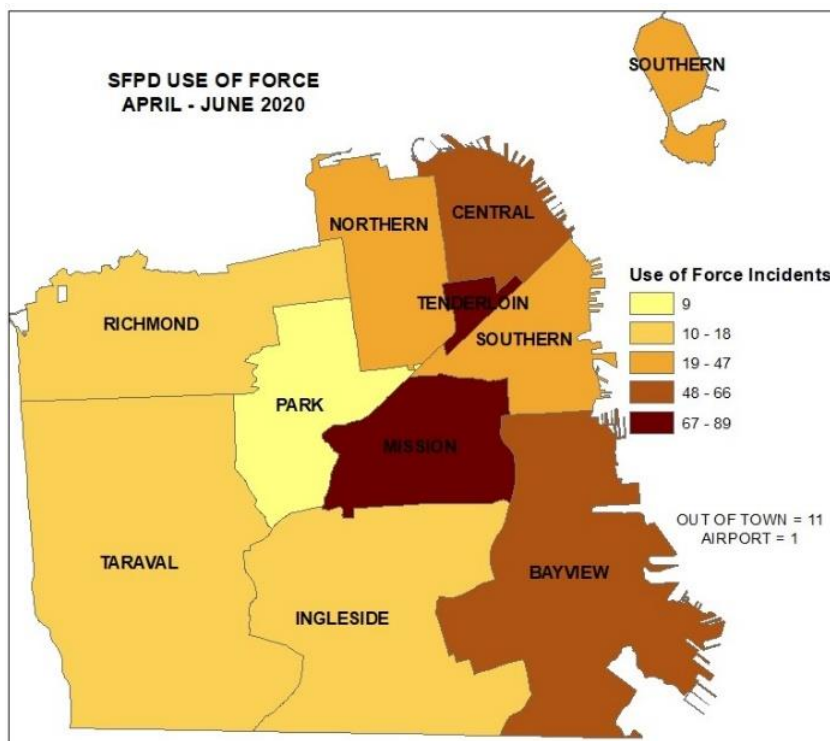 SFPD USE OF FORCE
APRIL - JUNE 2020
SOUTHERN
NORTHERN
CENTRAL
TENDERLOIN
RICHMOND
SOUTHERN
PARK
MISSION
TARAVAL
INGLESIDE
BAYVIEW
Use of Force Incidents
9
10 - 18
19 - 47
48 - 66
67 - 89
OUT OF TOWN = 11
AIRPORT = 1